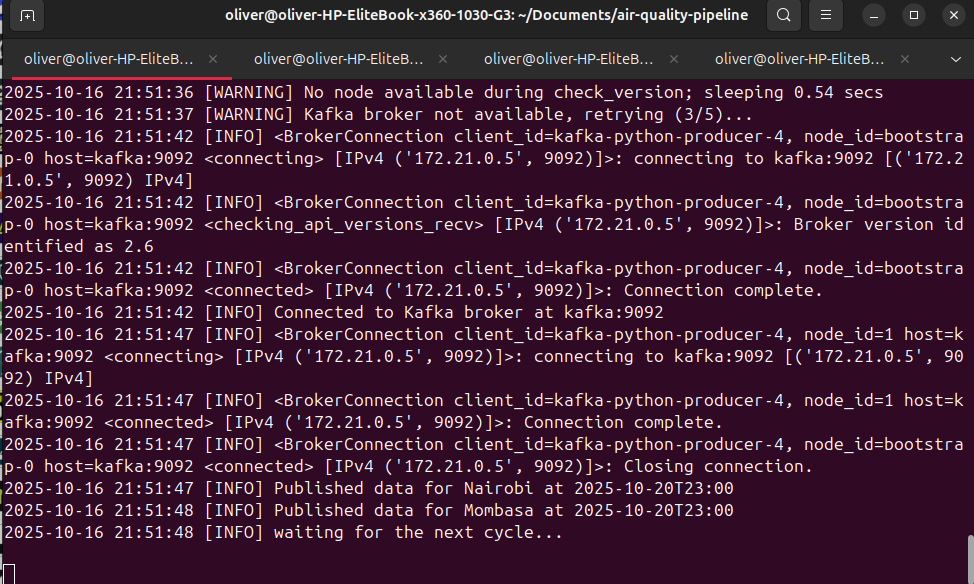 oliver@oliver-HP-EliteBook-x360-1030-G3: ~/Documents/air-quality-pipeline
oliver@oliver-HP-EliteB... × oliver@oliver-HP-EliteB... × oliver@oliver-HP-EliteB... × oliver@oliver-HP-EliteB... ×
2025-10-16 21:51:36 [WARNING] No node available during check_version; sleeping 0.54 secs
2025-10-16 21:51:37 [WARNING] Kafka broker not available, retrying (3/5)...
2025-10-16 21:51:42 [INFO] <BrokerConnection client_id=kafka-python-producer-4, node_id=bootstra
p-0 host=kafka:9092 <connecting> [IPv4 ('172.21.0.5', 9092)]>: connecting to kafka:9092 [('172.2
1.0.5', 9092) IPv4]
2025-10-16 21:51:42 [INFO] <BrokerConnection client_id=kafka-python-producer-4, node_id=bootstra
p-0 host=kafka:9092 <checking_api_versions_recv> [IPv4 ('172.21.0.5', 9092)]>: Broker version id
entified as 2.6
2025-10-16 21:51:42 [INFO] <BrokerConnection client_id=kafka-python-producer-4, node_id=bootstra
p-0 host=kafka:9092 <connected> [IPv4 ('172.21.0.5', 9092)]>: Connection complete.
2025-10-16 21:51:42 [INFO] Connected to Kafka broker at kafka:9092
2025-10-16 21:51:47 [INFO] <BrokerConnection client_id=kafka-python-producer-4, node_id=1 host=k
afka:9092 <connecting> [IPv4 ('172.21.0.5', 9092)]>: connecting to kafka:9092 [('172.21.0.5', 90
92) IPv4]
2025-10-16 21:51:47 [INFO] <BrokerConnection client_id=kafka-python-producer-4, node_id=1 host=k
afka:9092 <connected> [IPv4 ('172.21.0.5', 9092)]>: Connection complete.
2025-10-16 21:51:47 [INFO] <BrokerConnection client_id=kafka-python-producer-4, node_id=bootstra
p-0 host=kafka:9092 <connected> [IPv4 ('172.21.0.5', 9092)]>: Closing connection.
2025-10-16 21:51:47 [INFO] Published data for Nairobi at 2025-10-20T23:00
2025-10-16 21:51:48 [INFO] Published data for Mombasa at 2025-10-20T23:00
2025-10-16 21:51:48 [INFO] waiting for the next cycle...